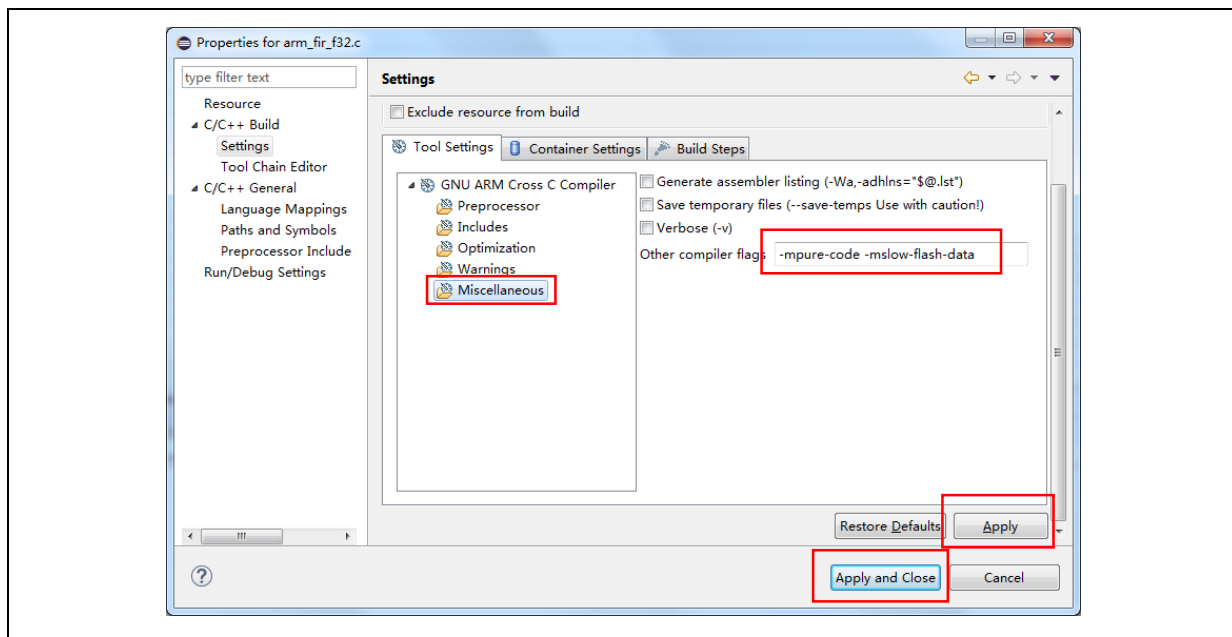 Properties for arm_fir_f32.c
type filter text
Settings
Resource
C/C++ Build
Settings
Tool Chain Editor
C/C++ General
Language Mappings
Paths and Symbols
Preprocessor Include
Run/Debug Settings
Exclude resource from build
Tool Settings
Container Settings
Build Steps
GNU ARM Cross C Compiler
Preprocessor
Includes
Optimization
Warnings
Miscellaneous
Generate assembler listing (-Wa,-adhlns="$@.lst")
Save temporary files (--save-temps Use with caution!)
Verbose (-v)
Other compiler flags -mpure-code -mslow-flash-data
Restore Defaults
Apply
Apply and Close
Cancel